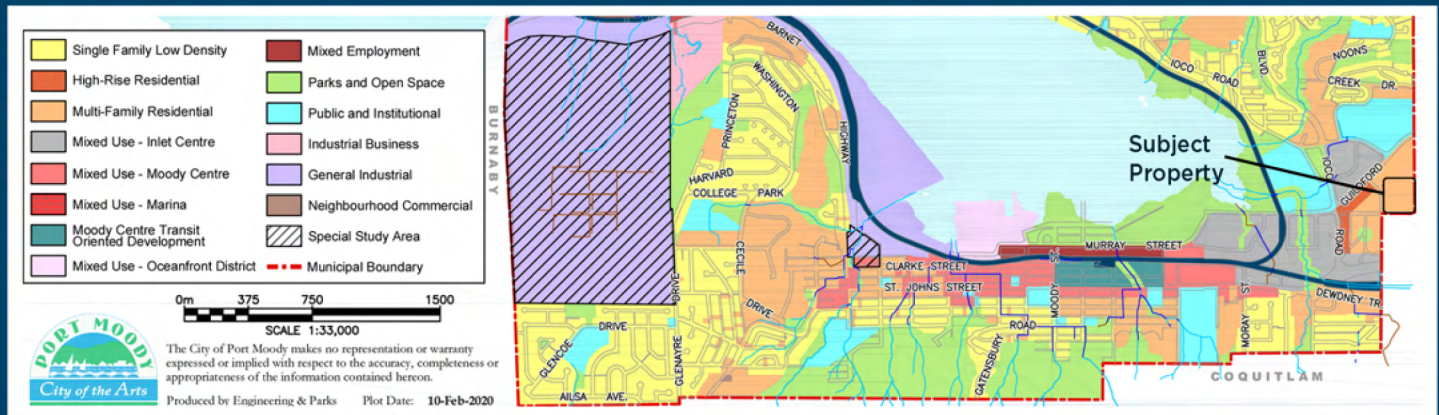 Single Family Low Density
High-Rise Residential
Multi-Family Residential
Mixed Use - Inlet Centre
Mixed Use - Moody Centre
Mixed Use - Marina
Moody Centre Transit
Oriented Development
Mixed Use - Oceanfront District
Mixed Employment
Parks and Open Space
Public and Institutional
Industrial Business
General Industrial
Neighbourhood Commercial
Special Study Area
Municipal Boundary
0m 375 750 1500
SCALE 1:33,000
PORT MOODY
City of the Arts
The City of Port Moody makes no representation or warranty
expressed or implied with respect to the accuracy, completeness or
appropriateness of the information contained hereon.
Produced by Engineering & Parks Plot Date: 10-Feb-2020
BURNABY
BARNET
HIGHWAY
WASHINGTON
PRINCETON
HARVARD
COLLEGE PARK
CECILE
DRIVE
DRIVE
GLENAYRE
GLENCOE
DRIVE
AILSA AVE.
CLARKE STREET
ST. JOHNS STREET
MURRAY STREET
MOODY ST.
GATENSBURY
ROAD
MORAY
ST.
DEWDNEY TR.
IOCO ROAD
BLVD.
NOONS
CREEK DR.
Subject
Property
IOCO
ROAD
GUILDFORD
COQUITLAM